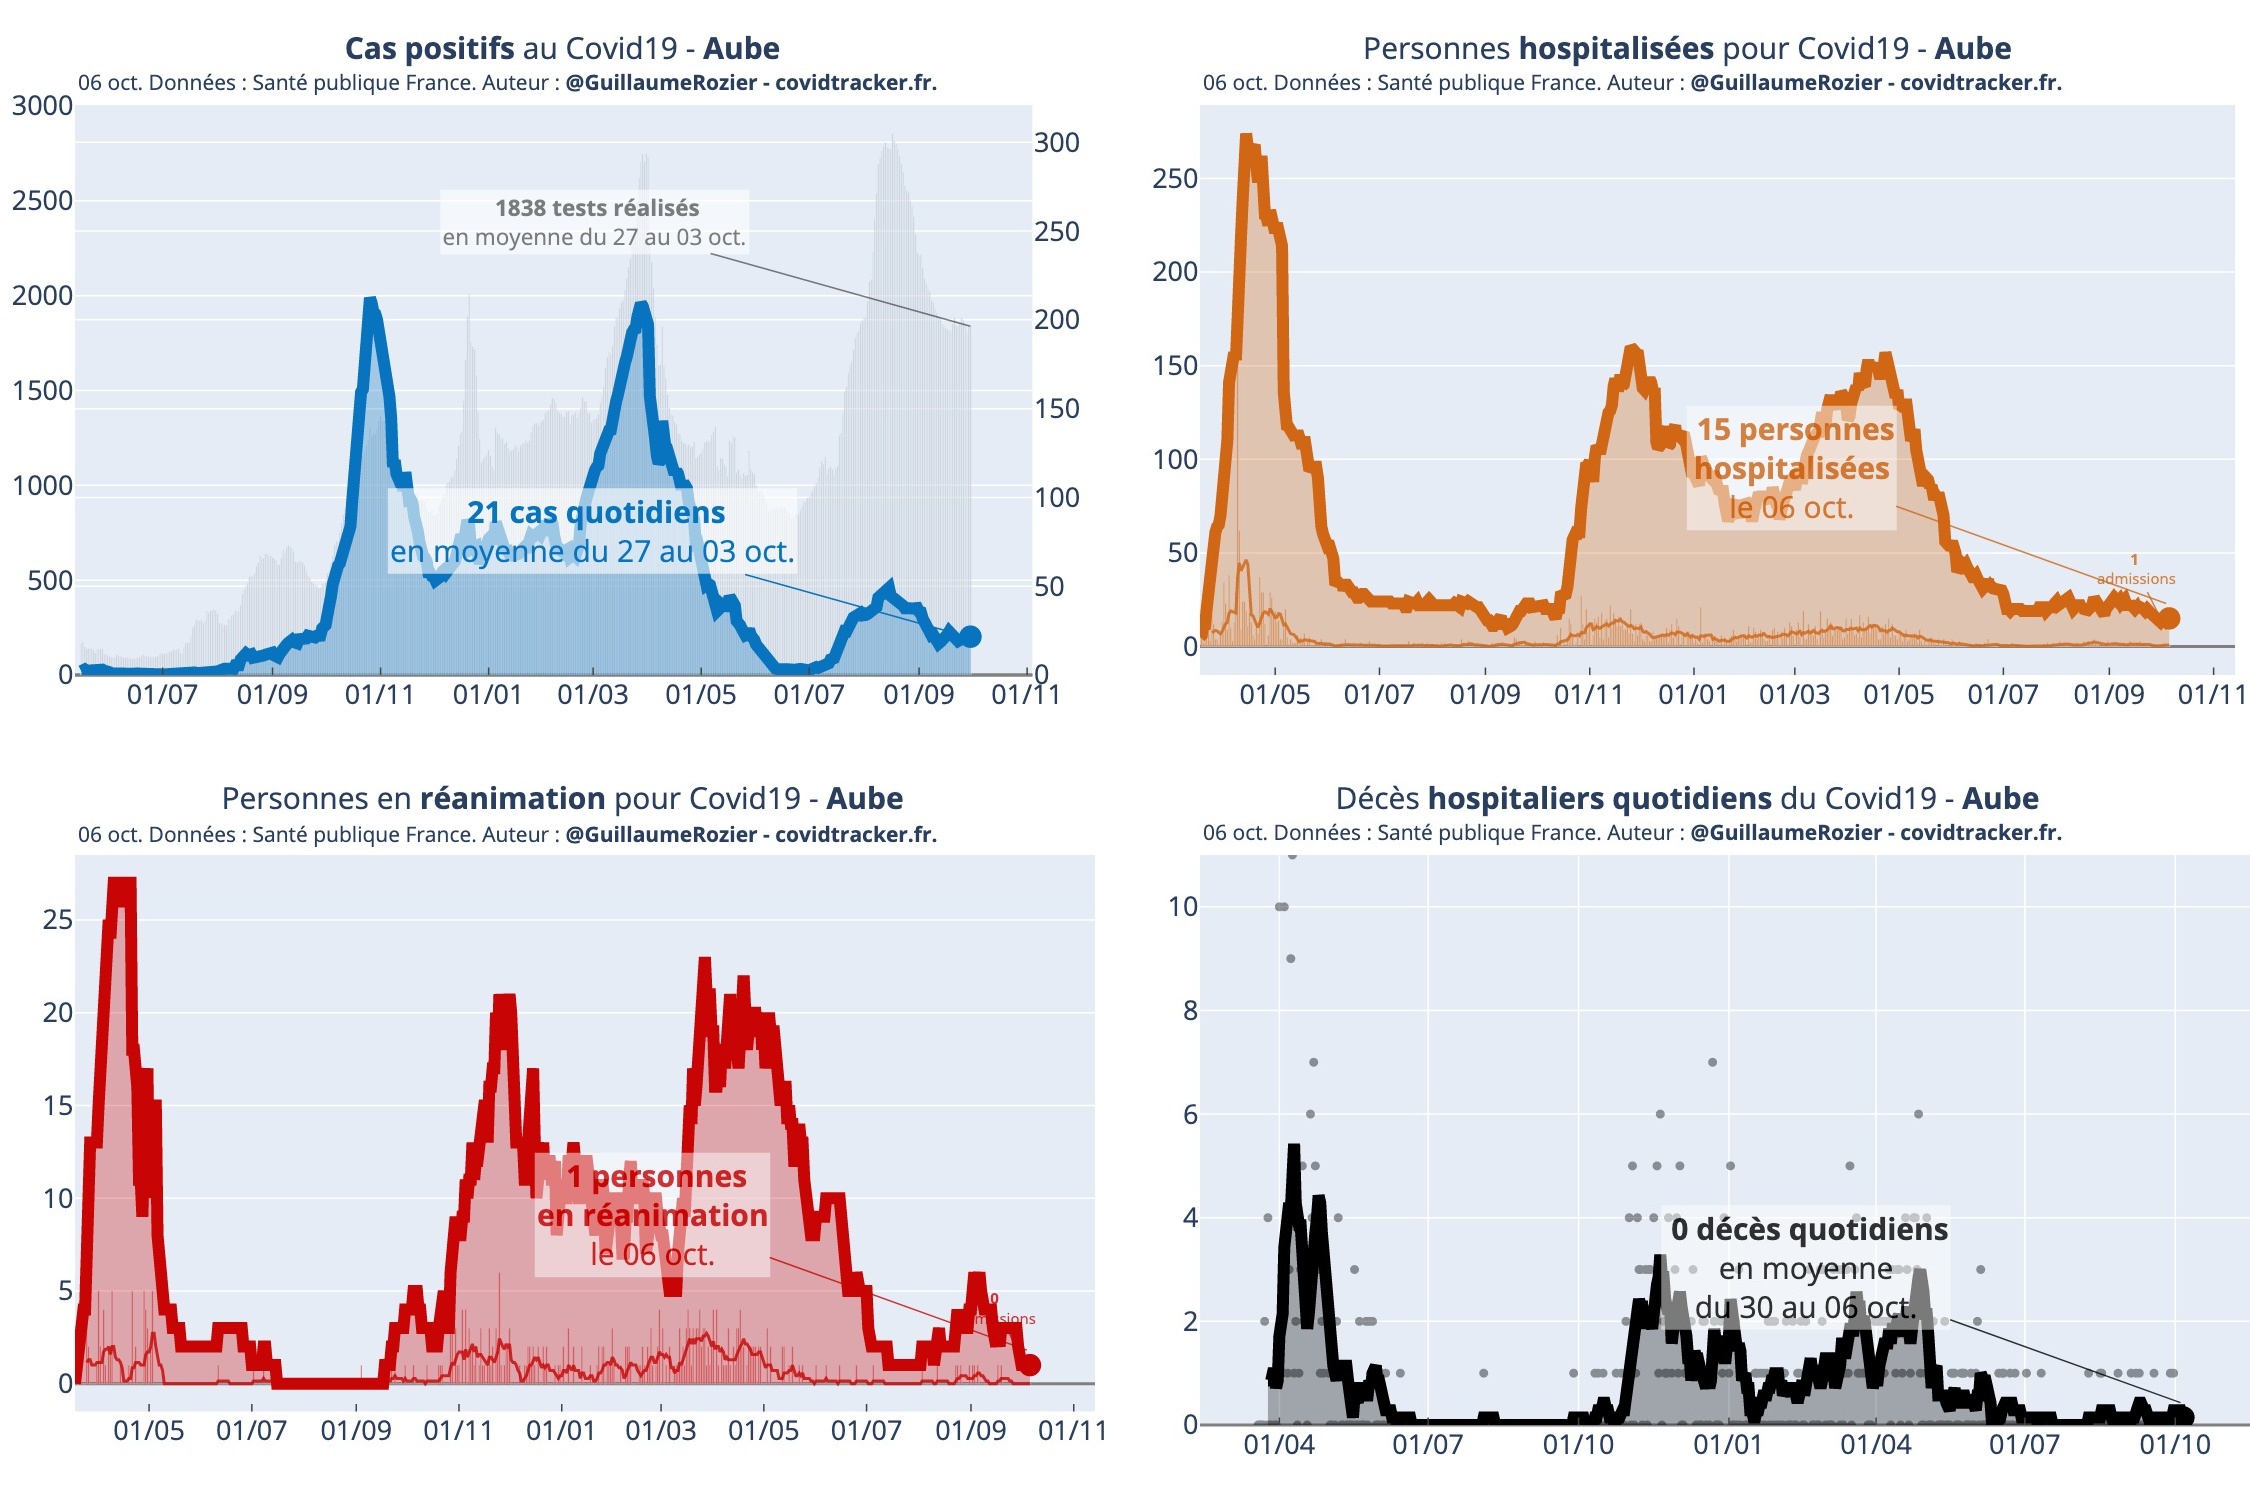 Cas positifs au Covid19 - Aube
06 oct. Données : Santé publique France. Auteur : @GuillaumeRozier - covidtracker.fr.
3000
2500
2000
1500
1000
500
0
300
250
200
150
100
50
0
1838 tests réalisés
en moyenne du 27 au 03 oct.
21 cas quotidiens
en moyenne du 27 au 03 oct.
01/07 01/09 01/11 01/01 01/03 01/05 01/07 01/09 01/11
Personnes hospitalisées pour Covid19 - Aube
06 oct. Données : Santé publique France. Auteur : @GuillaumeRozier - covidtracker.fr.
250
200
150
100
50
0
15 personnes
hospitalisées
le 06 oct.
1
admissions
01/05 01/07 01/09 01/11 01/01 01/03 01/05 01/07 01/09 01/11
Personnes en réanimation pour Covid19 - Aube
06 oct. Données : Santé publique France. Auteur : @GuillaumeRozier - covidtracker.fr.
25
20
15
10
5
0
1 personnes
en réanimation
le 06 oct.
0
01/05 01/07 01/09 01/11 01/01 01/03 01/05 01/07 01/09 01/11
Décès hospitaliers quotidiens du Covid19 - Aube
06 oct. Données : Santé publique France. Auteur : @GuillaumeRozier - covidtracker.fr.
10
8
6
4
2
0
0 décès quotidiens
en moyenne
du 30 au 06 oct.
01/04 01/07 01/10 01/01 01/04 01/07 01/10